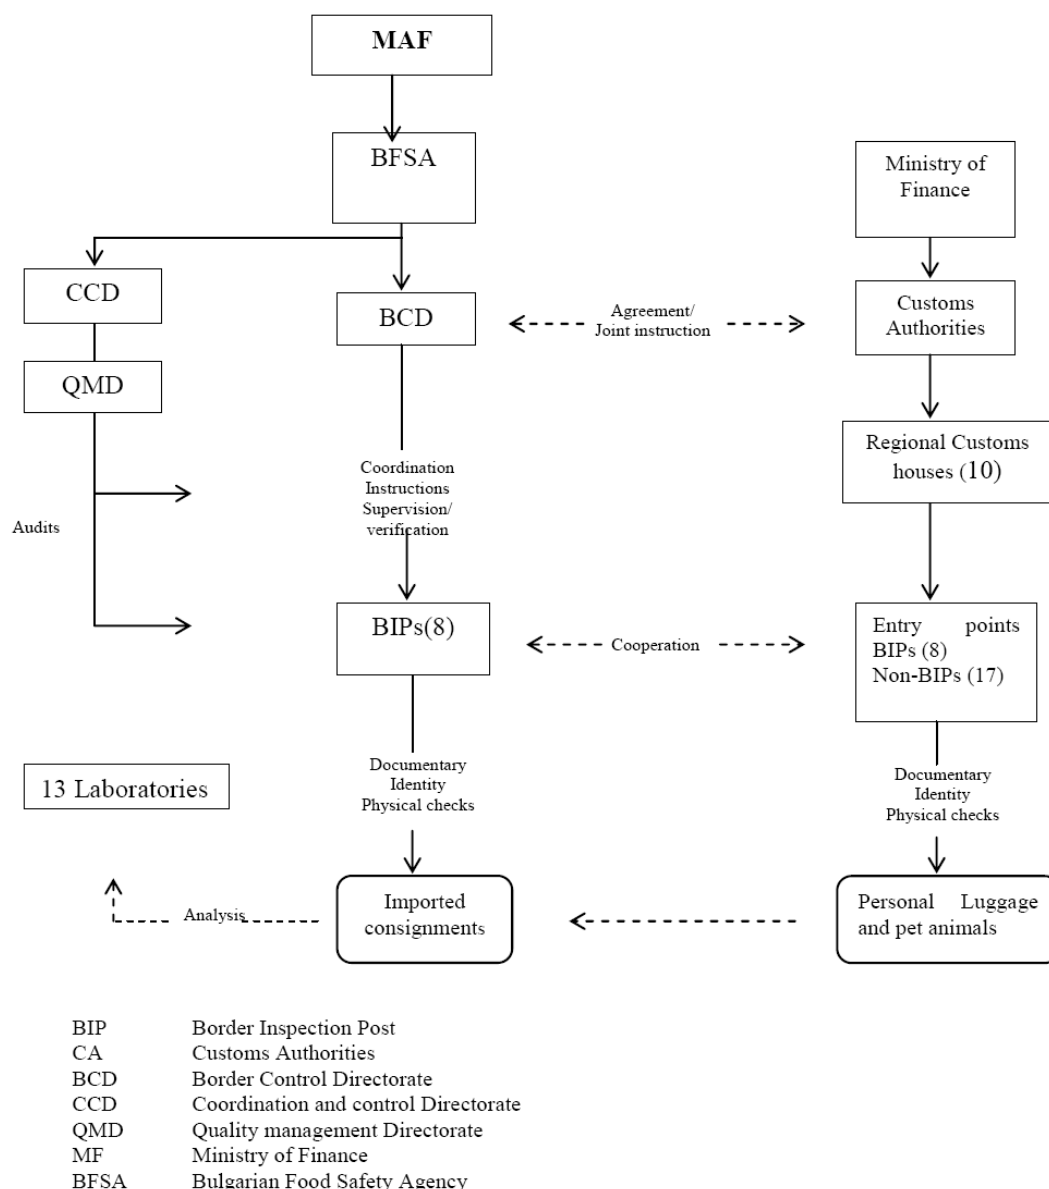 MAF
BFSA
Ministry of
Finance
CCD
BCD
Agreement/
Joint instruction
Customs
Authorities
QMD
Regional Customs
houses (10)
Coordination
Instructions
Supervision/
verification
Audits
BIPs(8)
Cooperation
Entry points
BIPs (8)
Non-BIPs (17)
13 Laboratories
Documentary
Identity
Physical checks
Documentary
Identity
Physical checks
Analysis
Imported
consignments
Personal Luggage
and pet animals
BIP Border Inspection Post
CA Customs Authorities
BCD Border Control Directorate
CCD Coordination and control Directorate
QMD Quality management Directorate
MF Ministry of Finance
BFSA Bulgarian Food Safety Agency